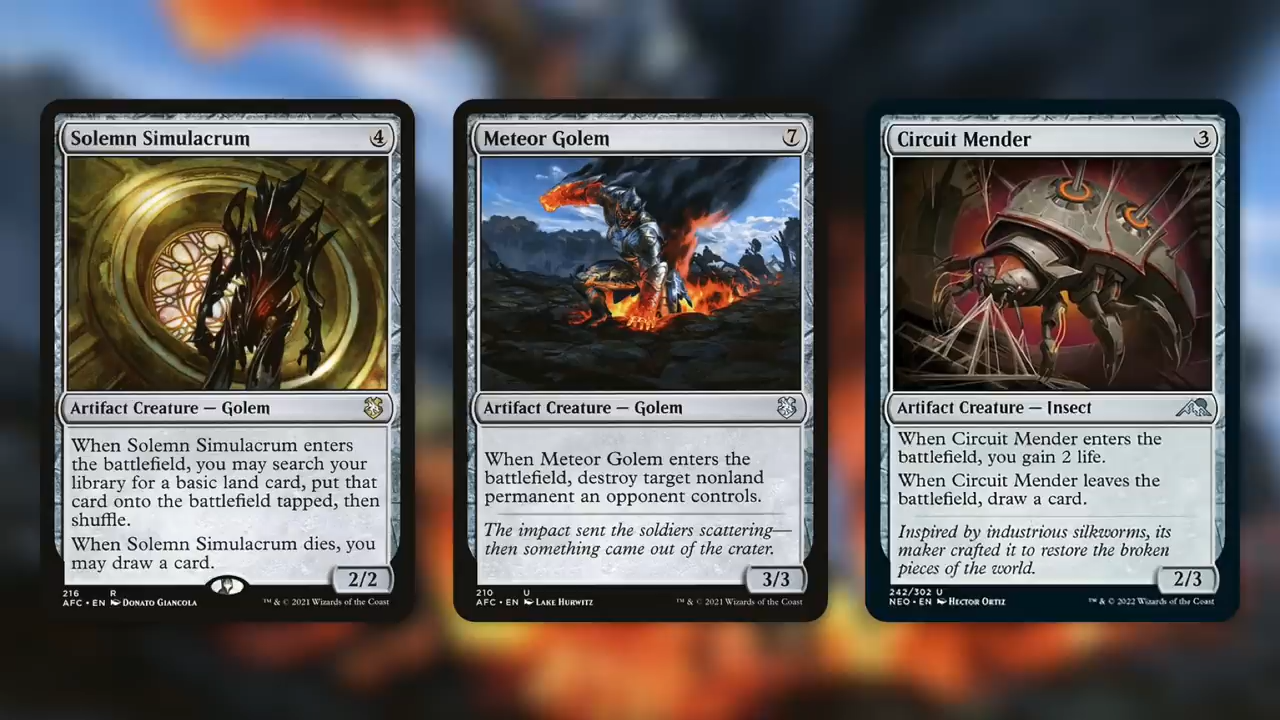 Solemn Simulacrum 4
Artifact Creature — Golem
When Solemn Simulacrum enters
the battlefield, you may search your
library for a basic land card, put that
card onto the battlefield tapped, then
shuffle.
When Solemn Simulacrum dies, you
may draw a card.
2/2
216 R
AFC • EN Donato Giancola
™ & © 2021 Wizards of the Coast
Meteor Golem 7
Artifact Creature — Golem
When Meteor Golem enters the
battlefield, destroy target nonland
permanent an opponent controls.
The impact sent the soldiers scattering—
then something came out of the crater.
3/3
210 U
AFC • EN Lake Hurwitz
™ & © 2021 Wizards of the Coast
Circuit Mender 3
Artifact Creature — Insect
When Circuit Mender enters the
battlefield, you gain 2 life.
When Circuit Mender leaves the
battlefield, draw a card.
Inspired by industrious silkworms, its
maker crafted it to restore the broken
pieces of the world.
2/3
242/302 U
NEO • EN Hector Ortiz
™ & © 2022 Wizards of the Coast